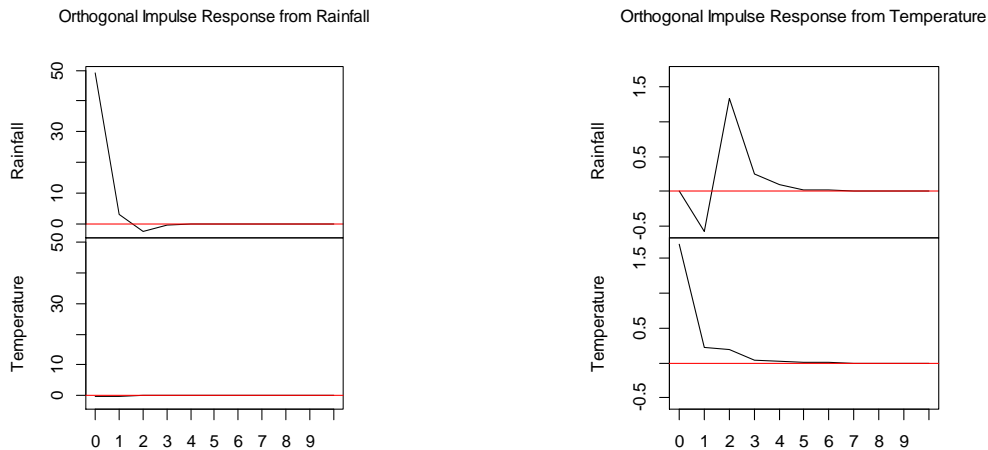 Orthogonal Impulse Response from Rainfall
50
30
10
0
Rainfall
50
30
10
0
Temperature
0 1 2 3 4 5 6 7 8 9
Orthogonal Impulse Response from Temperature
1.5
0.5
-0.5
Rainfall
1.5
0.5
-0.5
Temperature
0 1 2 3 4 5 6 7 8 9